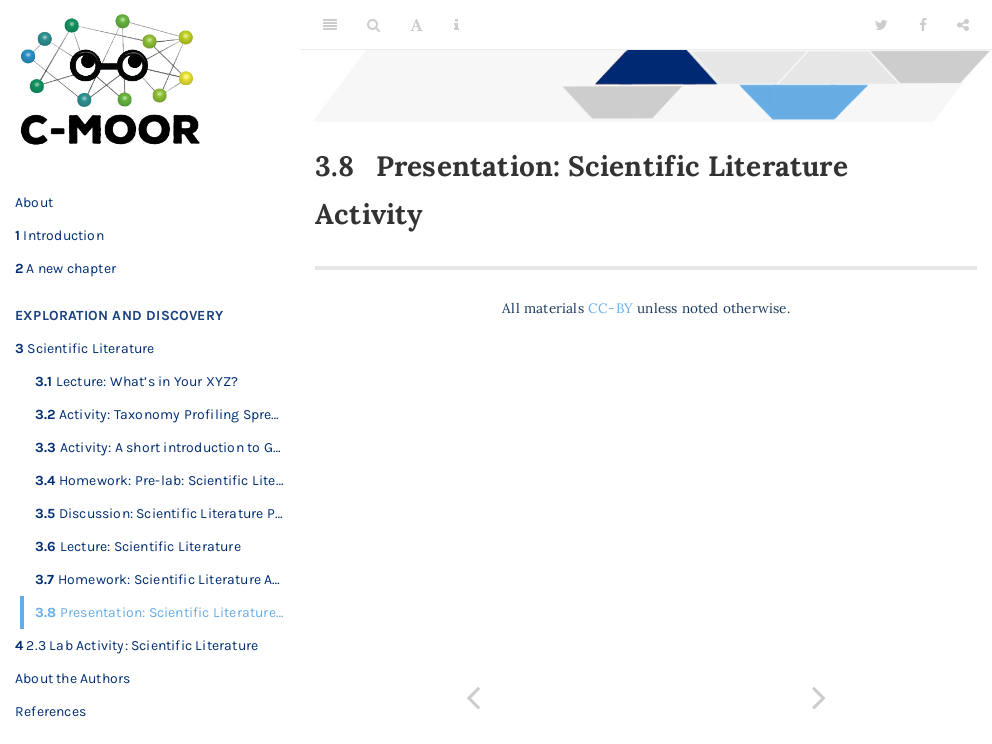 C-MOOR
About
1 Introduction
2 A new chapter
EXPLORATION AND DISCOVERY
3 Scientific Literature
3.1 Lecture: What's in Your XYZ?
3.2 Activity: Taxonomy Profiling Spre…
3.3 Activity: A short introduction to G…
3.4 Homework: Pre-lab: Scientific Lite…
3.5 Discussion: Scientific Literature P…
3.6 Lecture: Scientific Literature
3.7 Homework: Scientific Literature A…
3.8 Presentation: Scientific Literature…
4 2.3 Lab Activity: Scientific Literature
About the Authors
References
A
3.8 Presentation: Scientific Literature
Activity
All materials CC-BY unless noted otherwise.